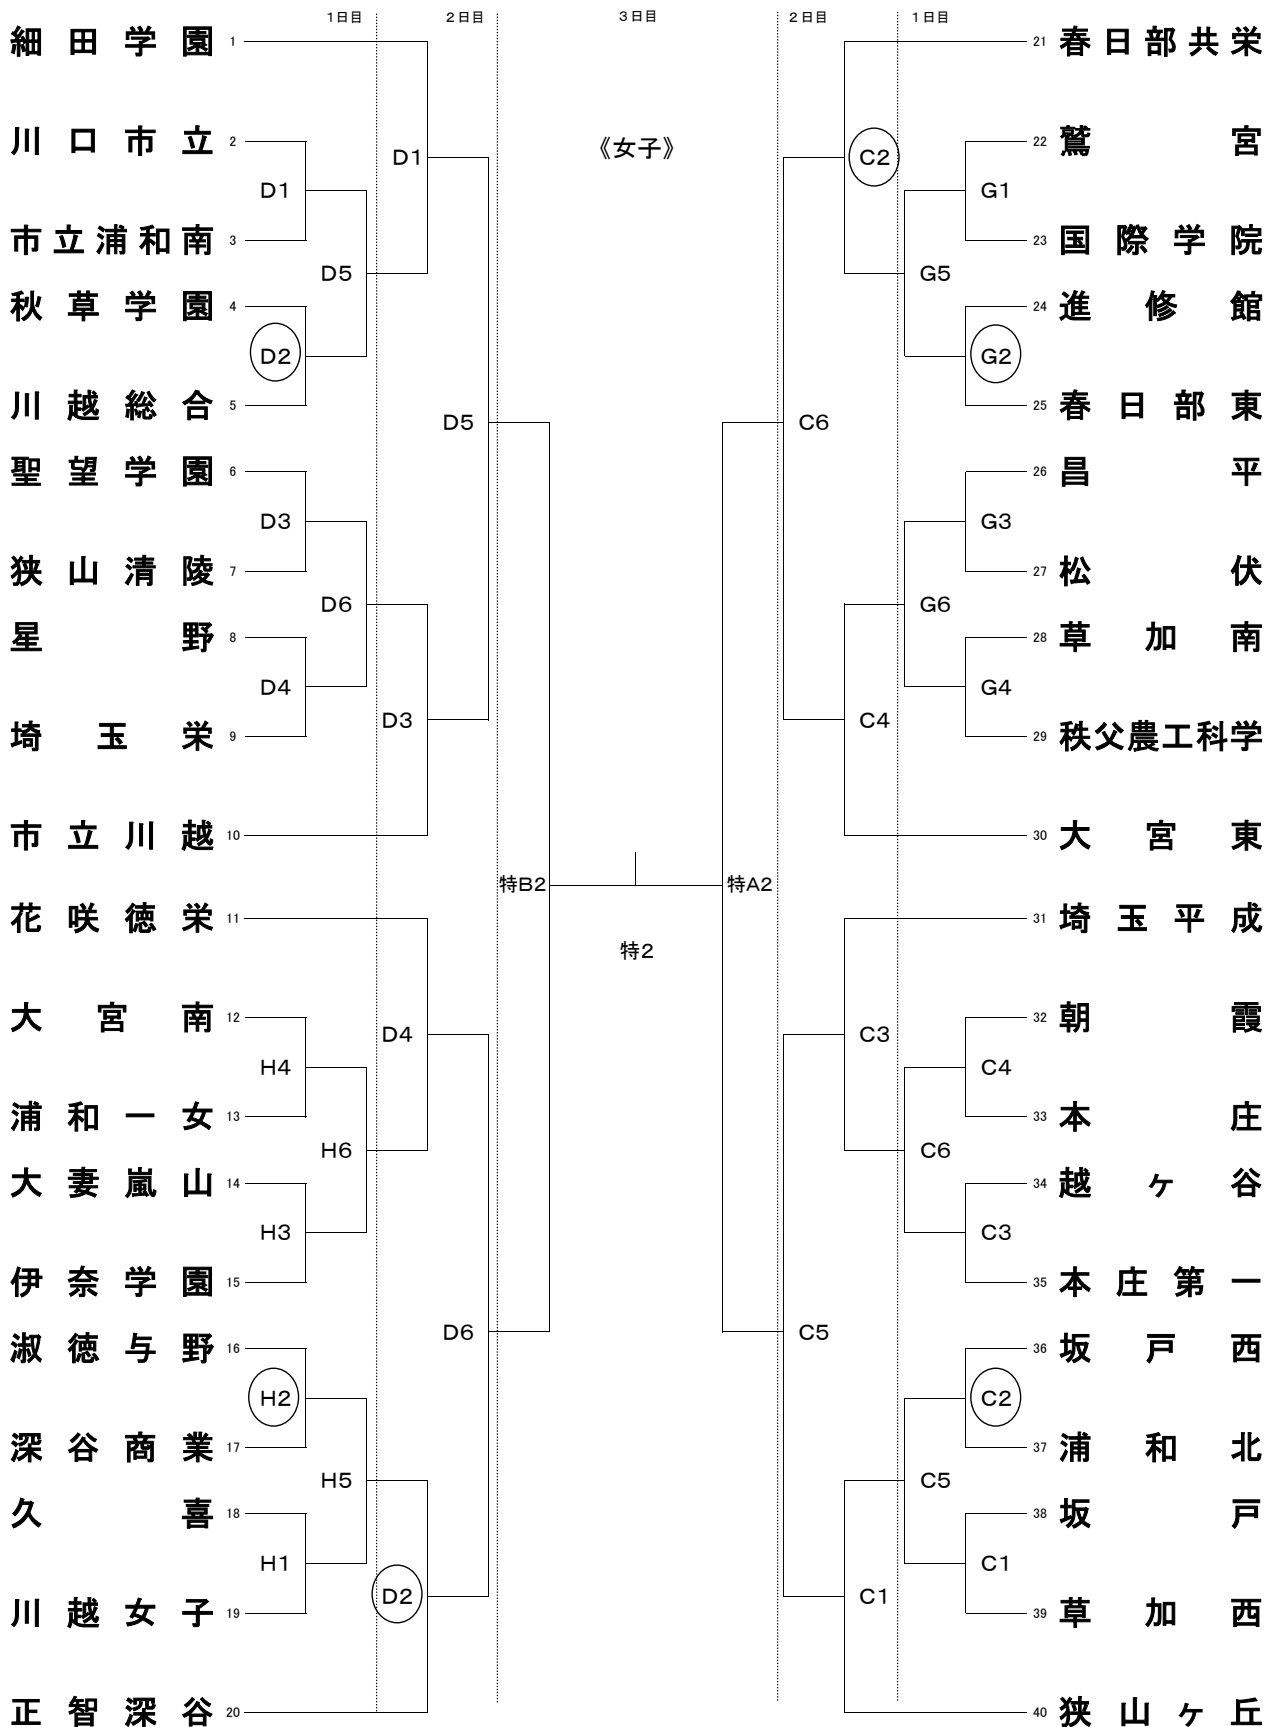 1日目 2日目 3日目 2日目 1日目
細田学園 1 21 春日部共栄
川口市立 2 D1 《女子》 C2 22 鷲宮
D1 G1
市立浦和南 3 23 国際学院
D5 G5
秋草学園 4 24 進修館
D2 G2
川越総合 5 25 春日部東
D5 C6
聖望学園 6 26 昌平
D3 G3
狭山清陵 7 27 松伏
D6 G6
星野 8 28 草加南
D4 G4
D3 C4
埼玉栄 9 29 秩父農工科学
市立川越 10 30 大宮東
特B2 特A2
花咲徳栄 11 31 埼玉平成
特2
大宮南 12 32 朝霞
D4 C3
H4 C4
浦和一女 13 33 本庄
H6 C6
大妻嵐山 14 34 越ヶ谷
H3 C3
伊奈学園 15 35 本庄第一
D6 C5
淑徳与野 16 36 坂戸西
H2 C2
深谷商業 17 37 浦和北
H5 C5
久喜 18 38 坂戸
H1 C1
D2 C1
川越女子 19 39 草加西
正智深谷 20 40 狭山ヶ丘